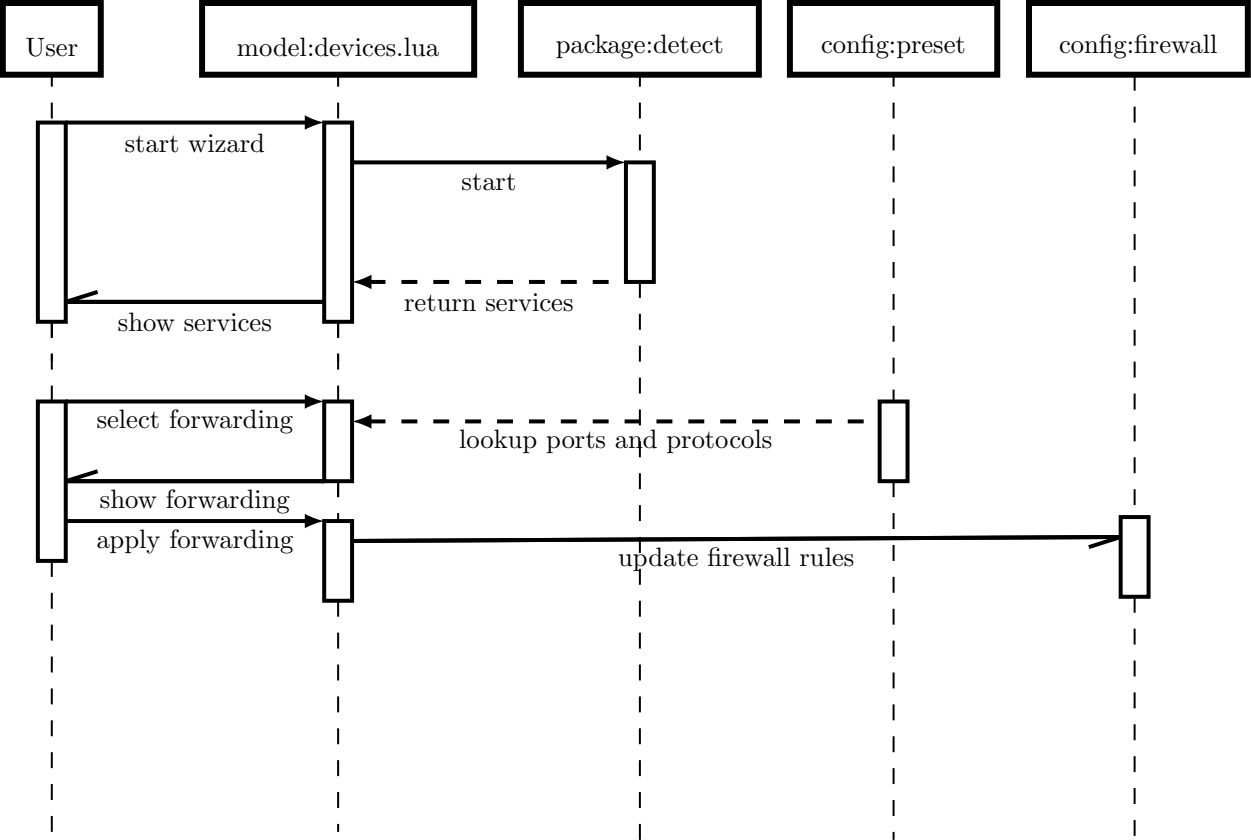 User
model:devices.lua
package:detect
config:preset
config:firewall
start wizard
start
return services
show services
select forwarding
lookup ports and protocols
show forwarding
apply forwarding
update firewall rules